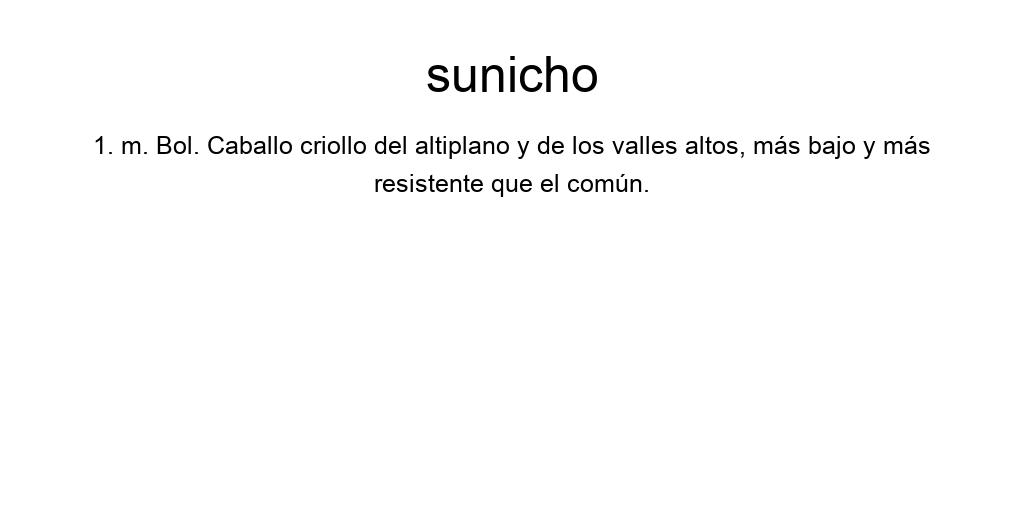 sunicho
1. m. Bol. Caballo criollo del altiplano y de los valles altos, más bajo y más
resistente que el común.